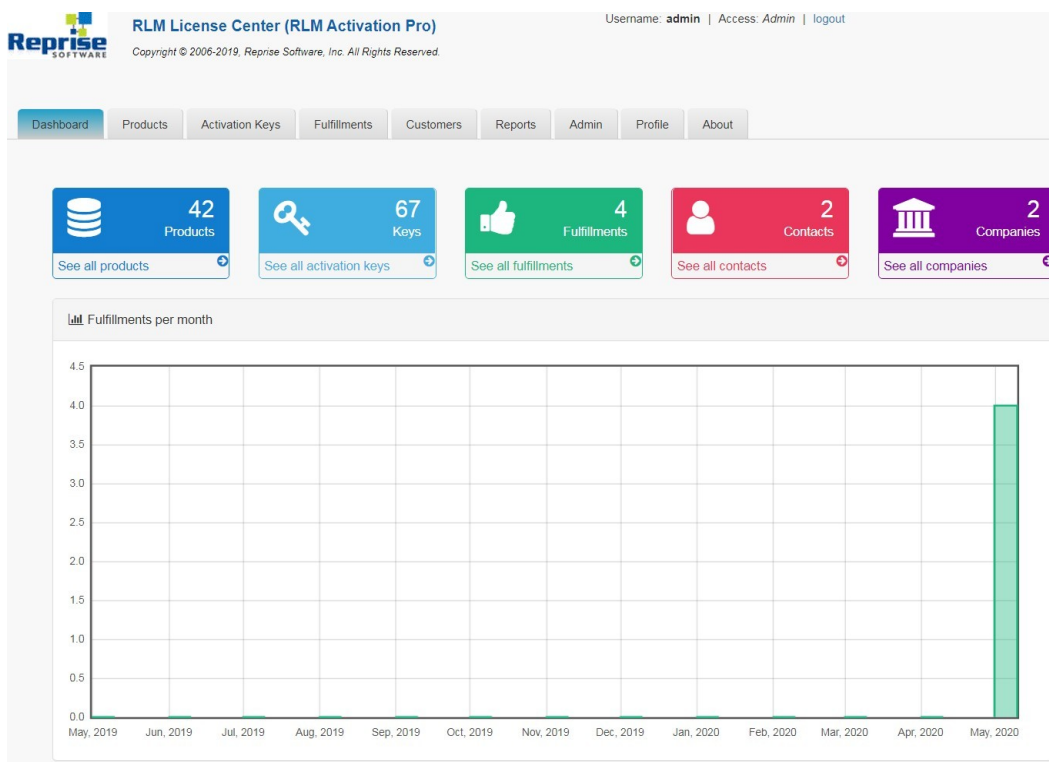 Reprise
SOFTWARE
RLM License Center (RLM Activation Pro)
Copyright © 2006-2019, Reprise Software, Inc. All Rights Reserved.
Username: admin | Access: Admin | logout
Dashboard Products Activation Keys Fulfillments Customers Reports Admin Profile About
42
Products
See all products
67
Keys
See all activation keys
4
Fulfillments
See all fulfillments
2
Contacts
See all contacts
2
Companies
See all companies
Fulfillments per month
4.5
4.0
3.5
3.0
2.5
2.0
1.5
1.0
0.5
0.0
May, 2019 Jun, 2019 Jul, 2019 Aug, 2019 Sep, 2019 Oct, 2019 Nov, 2019 Dec, 2019 Jan, 2020 Feb, 2020 Mar, 2020 Apr, 2020 May, 2020